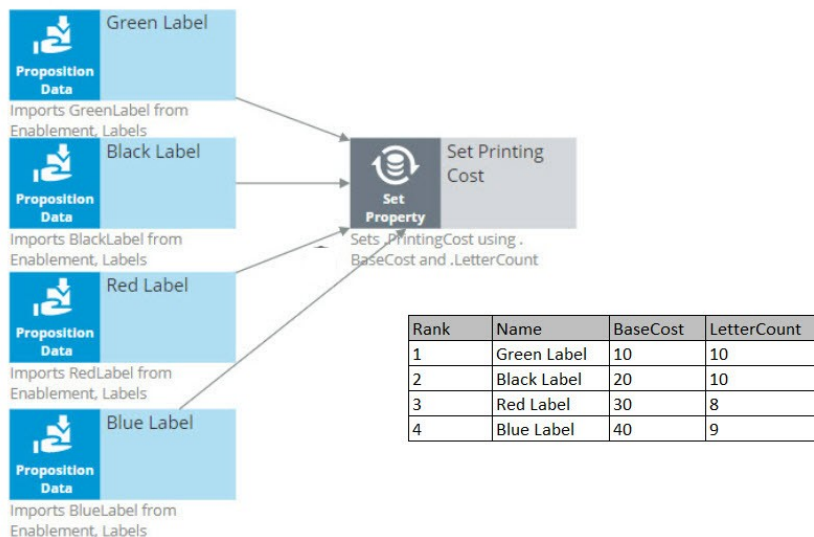 Green Label
Proposition
Data
Imports GreenLabel from
Enablement, Labels
Black Label
Proposition
Data
Imports BlackLabel from
Enablement, Labels
Red Label
Proposition
Data
Imports RedLabel from
Enablement, Labels
Blue Label
Proposition
Data
Imports BlueLabel from
Enablement, Labels
Set Printing
Cost
Set
Property
Sets .PrintingCost using .
BaseCost and .LetterCount
Rank Name BaseCost LetterCount
1 Green Label 10 10
2 Black Label 20 10
3 Red Label 30 8
4 Blue Label 40 9